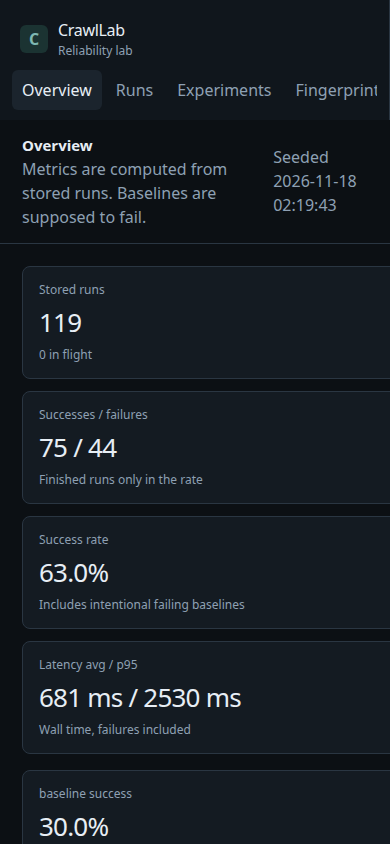 C
CrawlLab
Reliability lab
Overview Runs Experiments Fingerprint
Overview
Metrics are computed from
stored runs. Baselines are
supposed to fail.
Seeded
2026-11-18
02:19:43
Stored runs
119
0 in flight
Successes / failures
75 / 44
Finished runs only in the rate
Success rate
63.0%
Includes intentional failing baselines
Latency avg / p95
681 ms / 2530 ms
Wall time, failures included
baseline success
30.0%